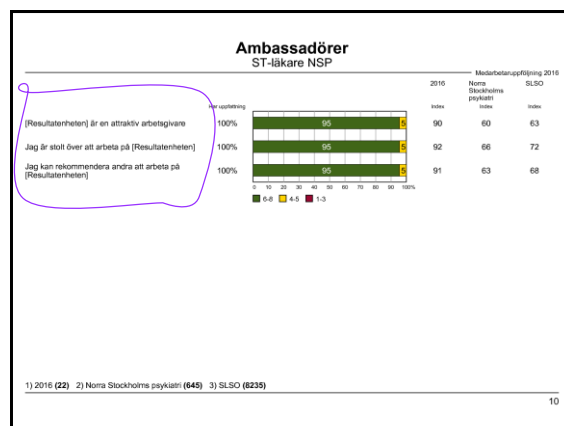 Ambassadörer
ST-läkare NSP
Medarbetaruppföljning 2016
2016 Norra Stockholms psykiatri SLSO
Har uppfattning Index Index Index
[Resultatenheten] är en attraktiv arbetsgivare 100% 95 5 90 60 63
Jag är stolt över att arbeta på [Resultatenheten] 100% 95 5 92 66 72
Jag kan rekommendera andra att arbeta på
[Resultatenheten] 100% 95 5 91 63 68
0 10 20 30 40 50 60 70 80 90 100%
6-8 4-5 1-3
1) 2016 (22) 2) Norra Stockholms psykiatri (645) 3) SLSO (8235)
10